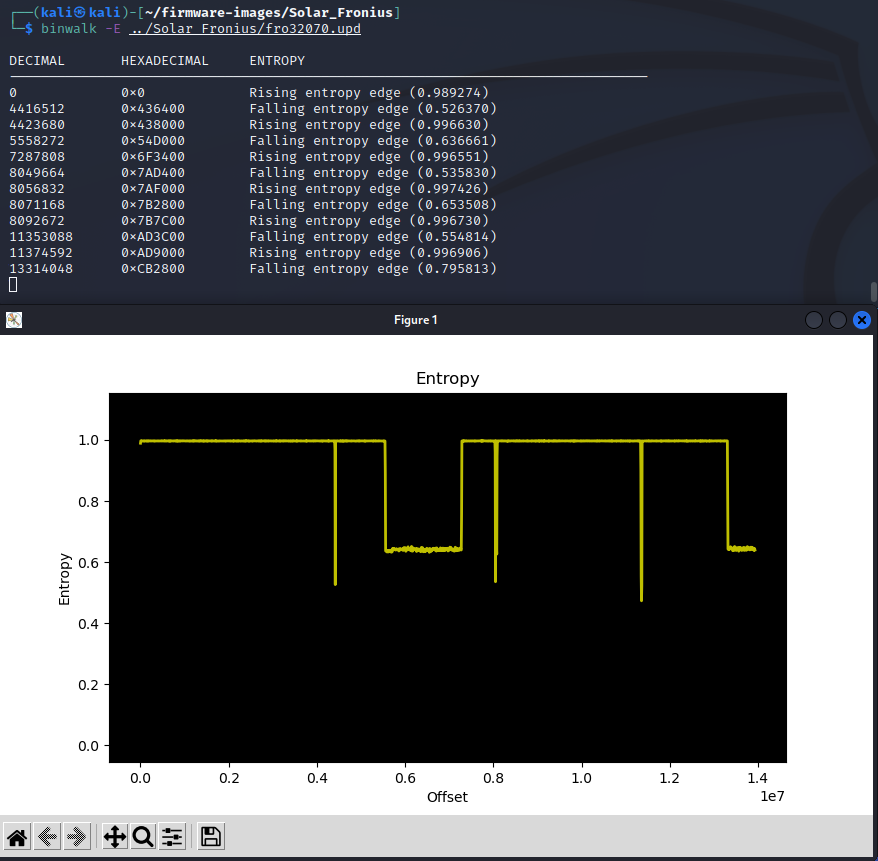 ┌──(kali㉿kali)-[~/firmware-images/Solar_Fronius]
└─$ binwalk -E ../Solar_Fronius/fro32070.upd
DECIMAL       HEXADECIMAL     ENTROPY
0             0×0             Rising entropy edge (0.989274)
4416512       0×436400        Falling entropy edge (0.526370)
4423680       0×438000        Rising entropy edge (0.996630)
5558272       0×54D000        Falling entropy edge (0.636661)
7287808       0×6F3400        Rising entropy edge (0.996551)
8049664       0×7AD400        Falling entropy edge (0.535830)
8056832       0×7AF000        Rising entropy edge (0.997426)
8071168       0×7B2800        Falling entropy edge (0.653508)
8092672       0×7B7C00        Rising entropy edge (0.996730)
11353088      0×AD3C00        Falling entropy edge (0.554814)
11374592      0×AD9000        Rising entropy edge (0.996906)
13314048      0×CB2800        Falling entropy edge (0.795813)
Figure 1
Entropy
1.0
0.8
0.6
0.4
0.2
0.0
Entropy
0.0 0.2 0.4 0.6 0.8 1.0 1.2 1.4
1e7
Offset